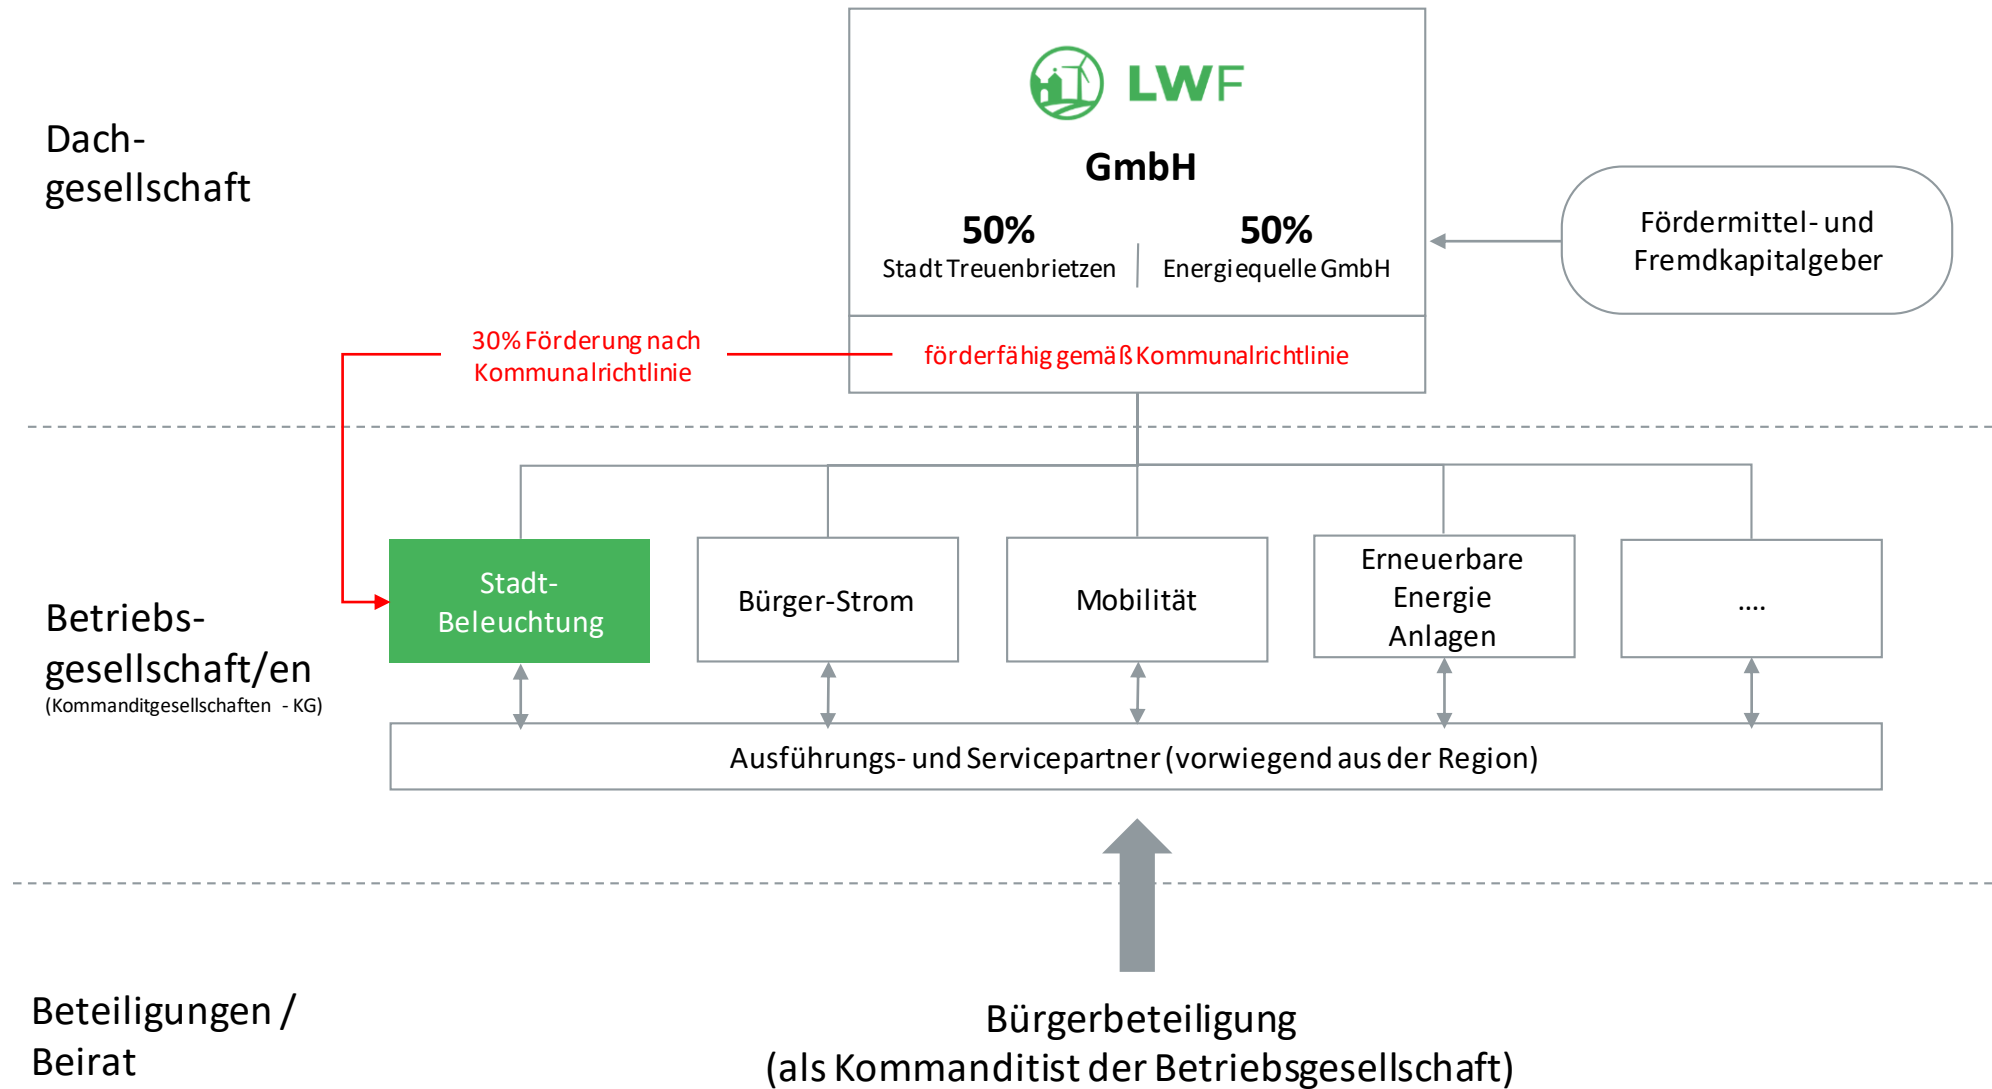 LWF
GmbH
50%
Stadt Treuenbrietzen
50%
Energiequelle GmbH
Dach-
gesellschaft
Fördermittel- und
Fremdkapitalgeber
30% Förderung nach
Kommunalrichtlinie
förderfähig gemäß Kommunalrichtlinie
Betriebs-
gesellschaft/en
(Kommanditgesellschaften - KG)
Stadt-
Beleuchtung
Bürger-Strom
Mobilität
Erneuerbare
Energie
Anlagen
....
Ausführungs- und Servicepartner (vorwiegend aus der Region)
Beteiligungen /
Beirat
Bürgerbeteiligung
(als Kommanditist der Betriebsgesellschaft)